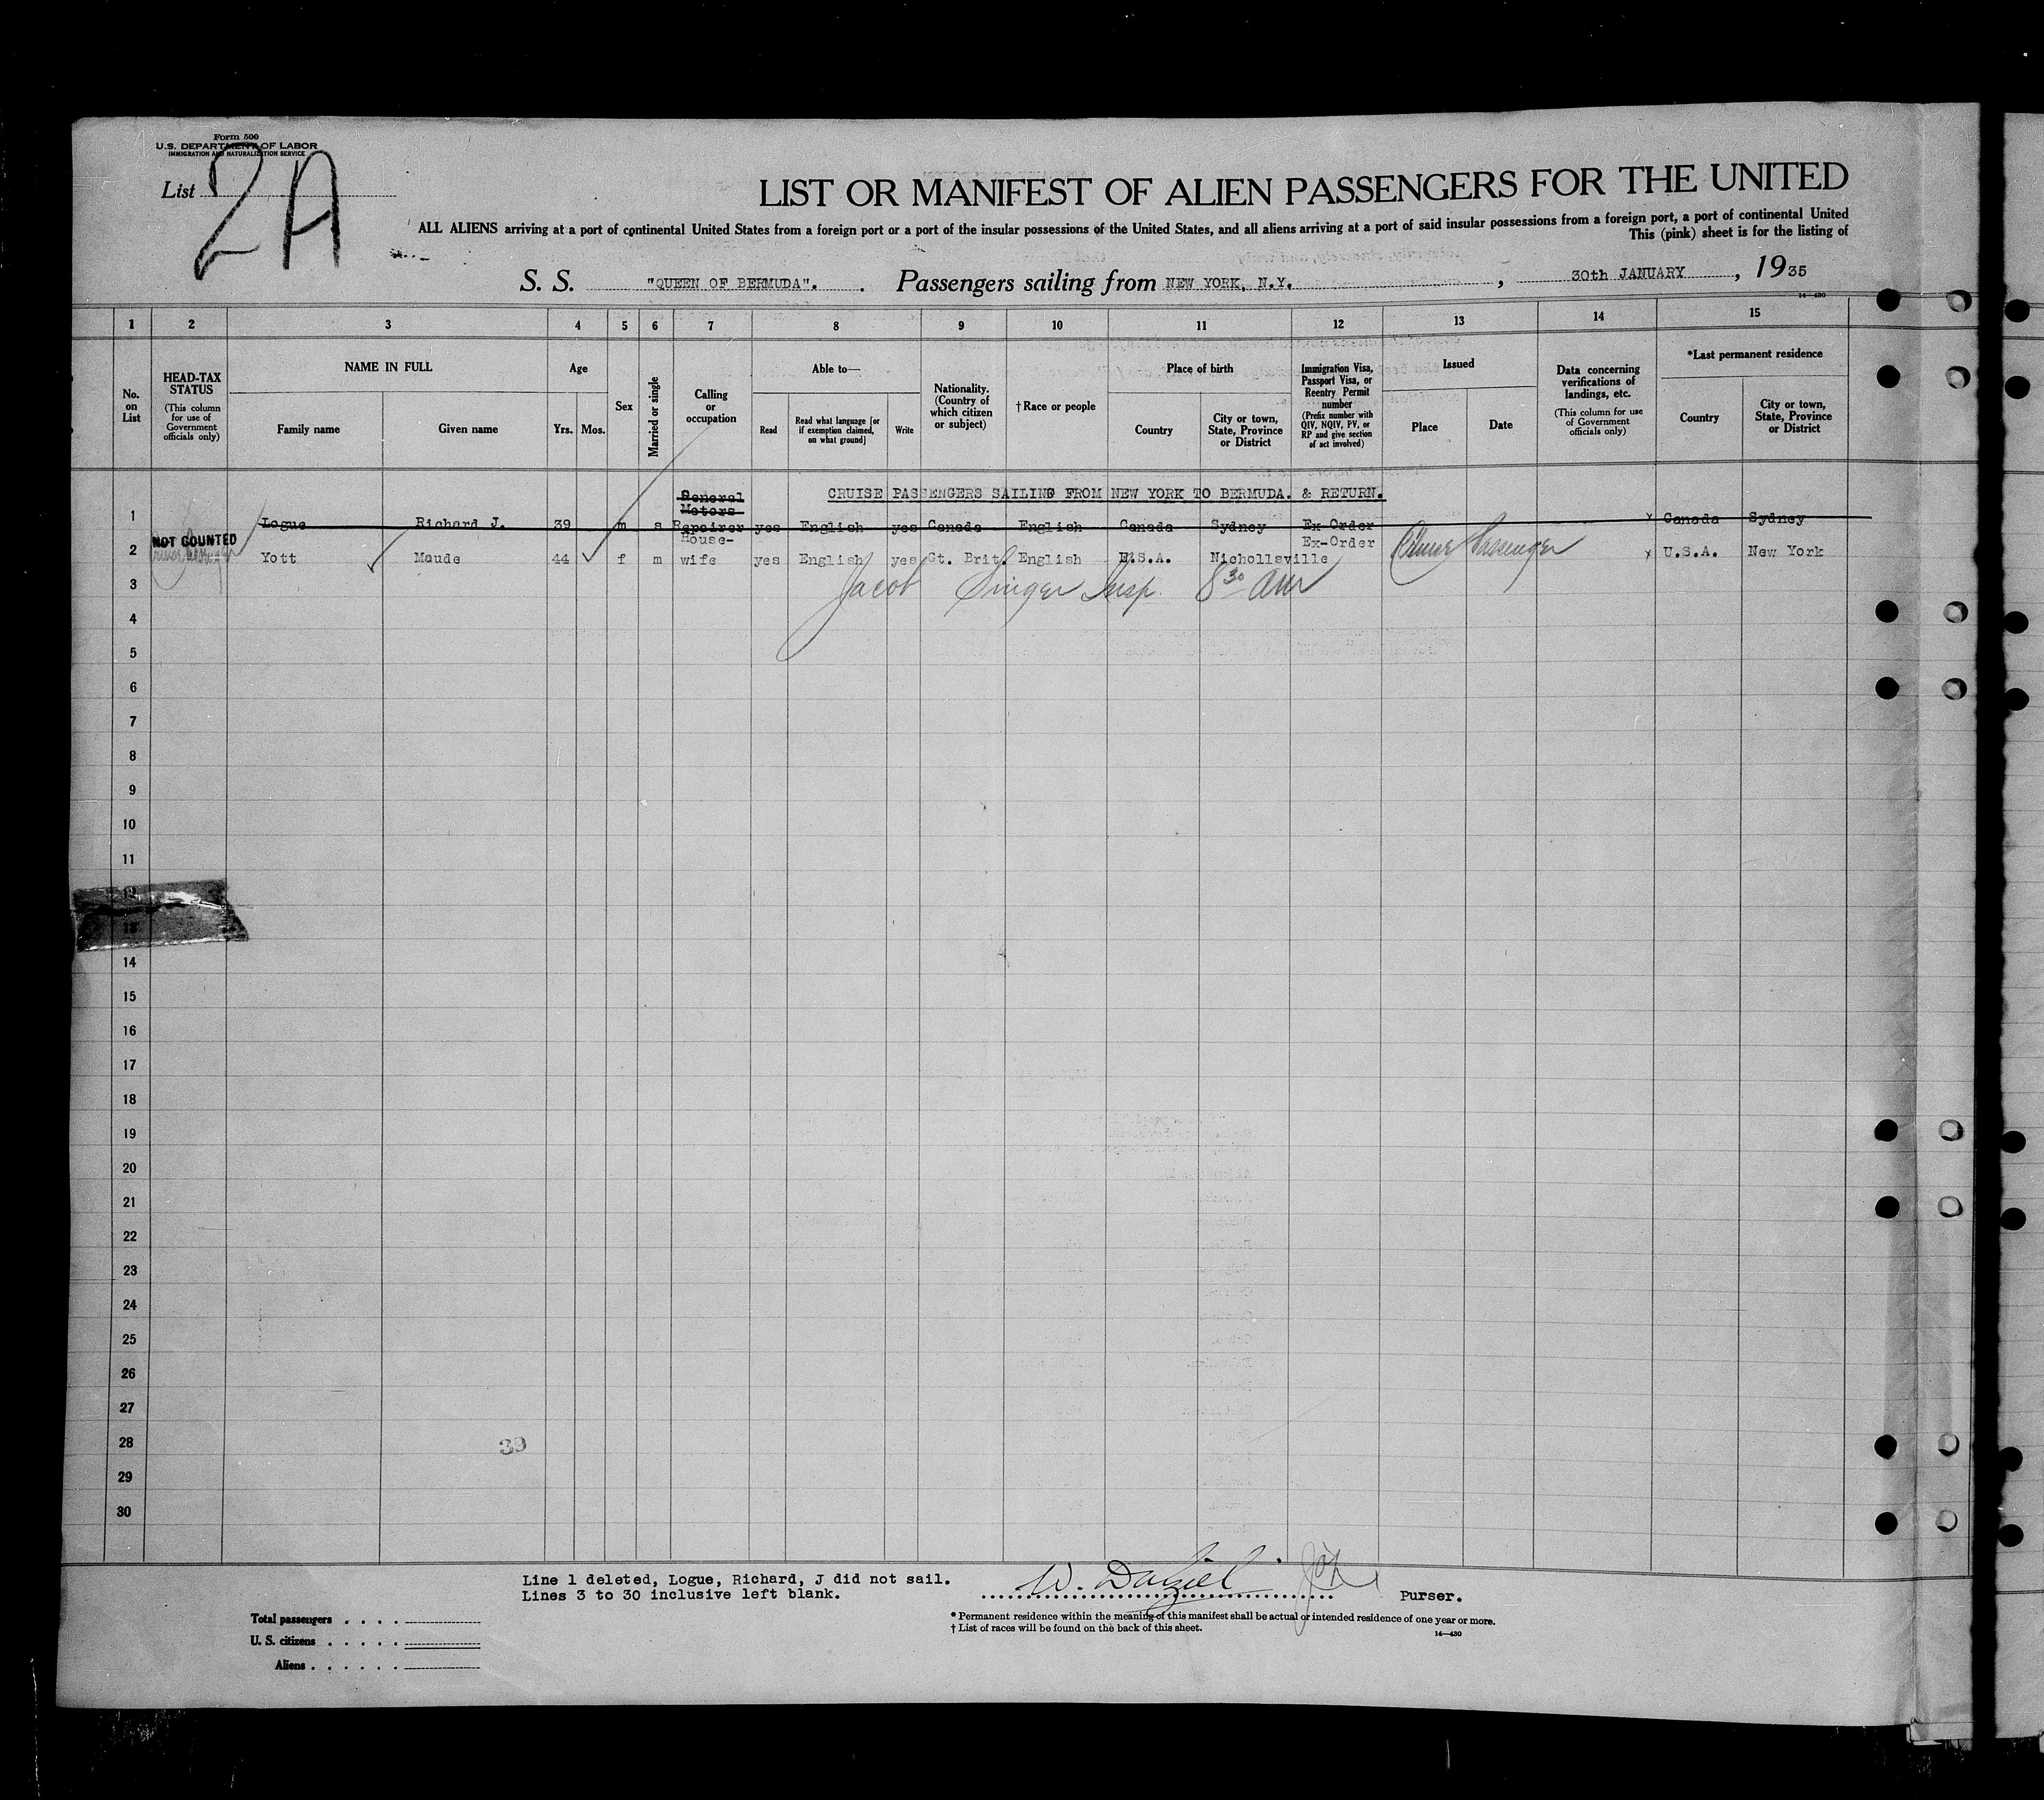 Form 500
U.S. DEPARTMENT OF LABOR
IMMIGRATION AND NATURALIZATION SERVICE
List 2A
LIST OR MANIFEST OF ALIEN PASSENGERS FOR THE UNITED
ALL ALIENS arriving at a port of continental United States from a foreign port or a port of the insular possessions of the United States, and all aliens arriving at a port of said insular possessions from a foreign port, a port of continental United
This (pink) sheet is for the listing of
S. S. "QUEEN OF BERMUDA". Passengers sailing from NEW YORK, N.Y. , 30th JANUARY , 1935
14—430
1 2 3 4 5 6 7 8 9 10 11 12 13 14 15
No. on List
HEAD-TAX STATUS (This column for use of Government officials only)
NAME IN FULL
Family name Given name
Age
Yrs. Mos.
Sex
Married or single
Calling or occupation
Able to—
Read Read what language [or if exemption claimed, on what ground] Write
Nationality. (Country of which citizen or subject)
†Race or people
Place of birth
Country City or town, State, Province or District
Immigration Visa, Passport Visa, or Reentry Permit number (Prefix number with QIV, NQIV, PV, or RP and give section of act involved)
Issued
Place Date
Data concerning verifications of landings, etc. (This column for use of Government officials only)
*Last permanent residence
Country City or town, State, Province or District
CRUISE PASSENGERS SAILING FROM NEW YORK TO BERMUDA. & RETURN.
General
Motors
1 Logue Richard J. 39 m s Repairer yes English yes Canada English Canada Sydney Ex-Order x Canada Sydney
NOT COUNTED House- Ex-Order
2 Yott Maude 44 f m wife yes English yes Gt. Brit. English U.S.A. Nichollsville Cruise Passenger x U.S.A. New York
3 Jacob Singer Insp. 8 30 am
4
5
6
7
8
9
10
11
12
13
14
15
16
17
18
19
20
21
22
23
24
25
26
27
28 39
29
30
Line 1 deleted, Logue, Richard, J did not sail.
Lines 3 to 30 inclusive left blank.
W. Dalziel Purser.
Total passengers . . . .
U. S. citizens . . . . .
Aliens . . . . . .
* Permanent residence within the meaning of this manifest shall be actual or intended residence of one year or more.
† List of races will be found on the back of this sheet.
14—430